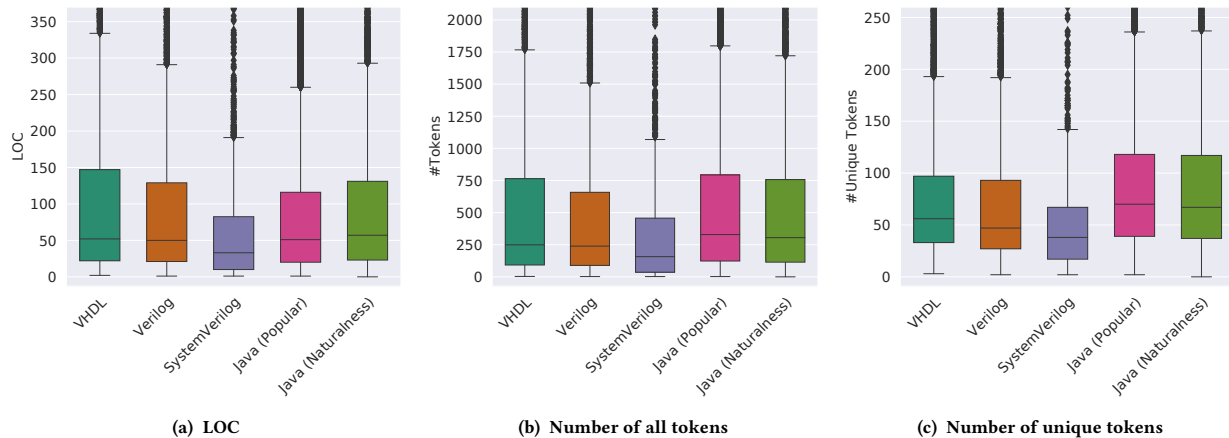 350
300
250
200
150
100
50
0
LOC
VHDL
Verilog
SystemVerilog
Java (Popular)
Java (Naturalness)
(a) LOC
2000
1750
1500
1250
1000
750
500
250
0
#Tokens
VHDL
Verilog
SystemVerilog
Java (Popular)
Java (Naturalness)
(b) Number of all tokens
250
200
150
100
50
0
#Unique Tokens
VHDL
Verilog
SystemVerilog
Java (Popular)
Java (Naturalness)
(c) Number of unique tokens